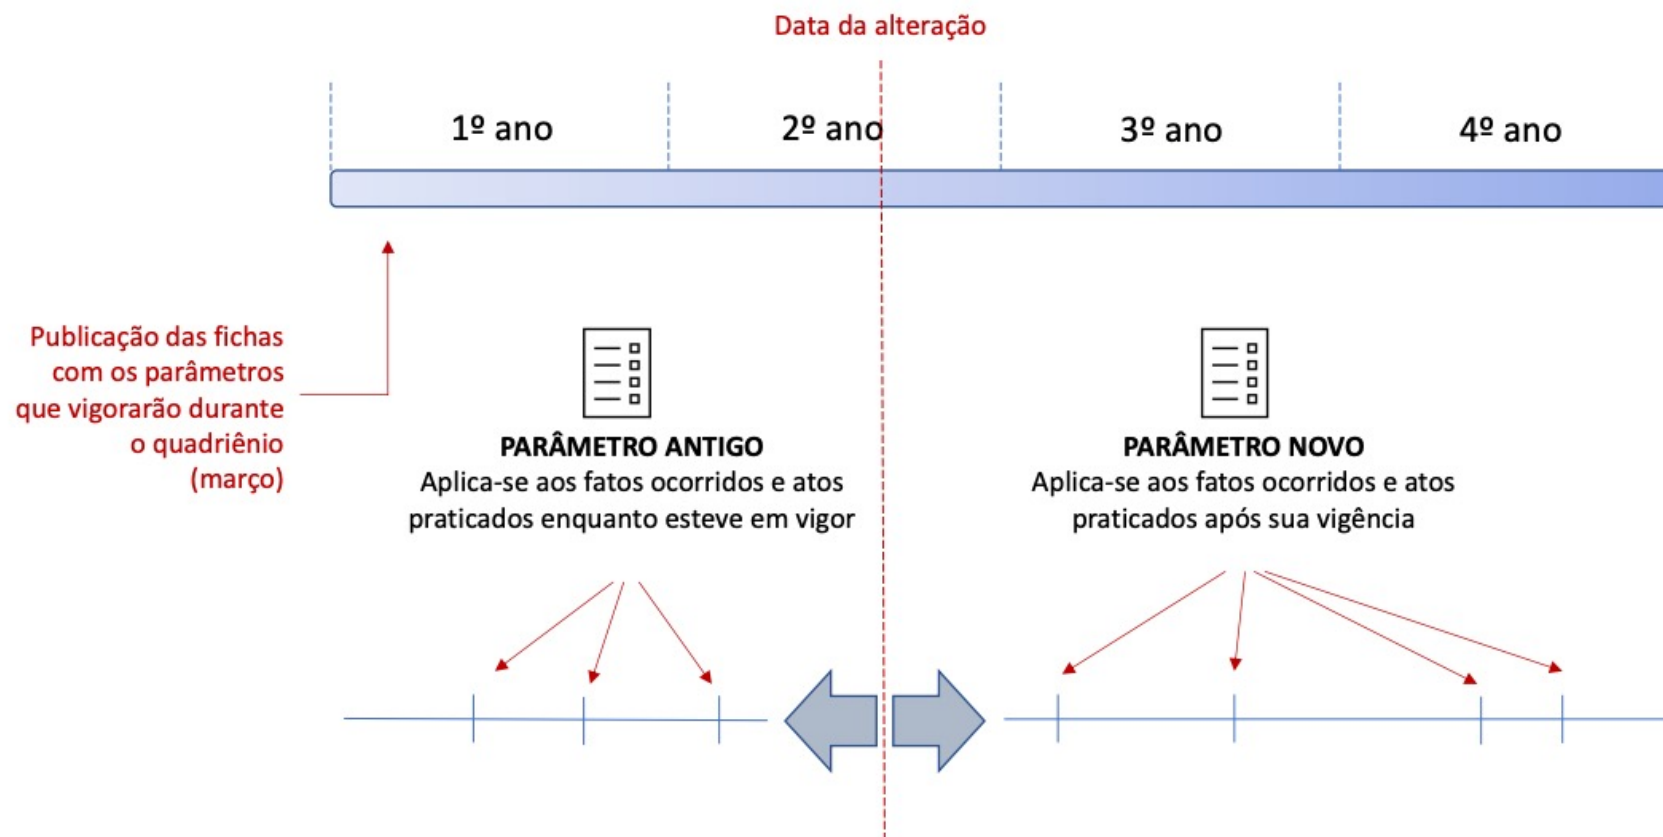 Data da alteração
1º ano
2º ano
3º ano
4º ano
Publicação das fichas
com os parâmetros
que vigorarão durante
o quadriênio
(março)
PARÂMETRO ANTIGO
Aplica-se aos fatos ocorridos e atos
praticados enquanto esteve em vigor
PARÂMETRO NOVO
Aplica-se aos fatos ocorridos e atos
praticados após sua vigência